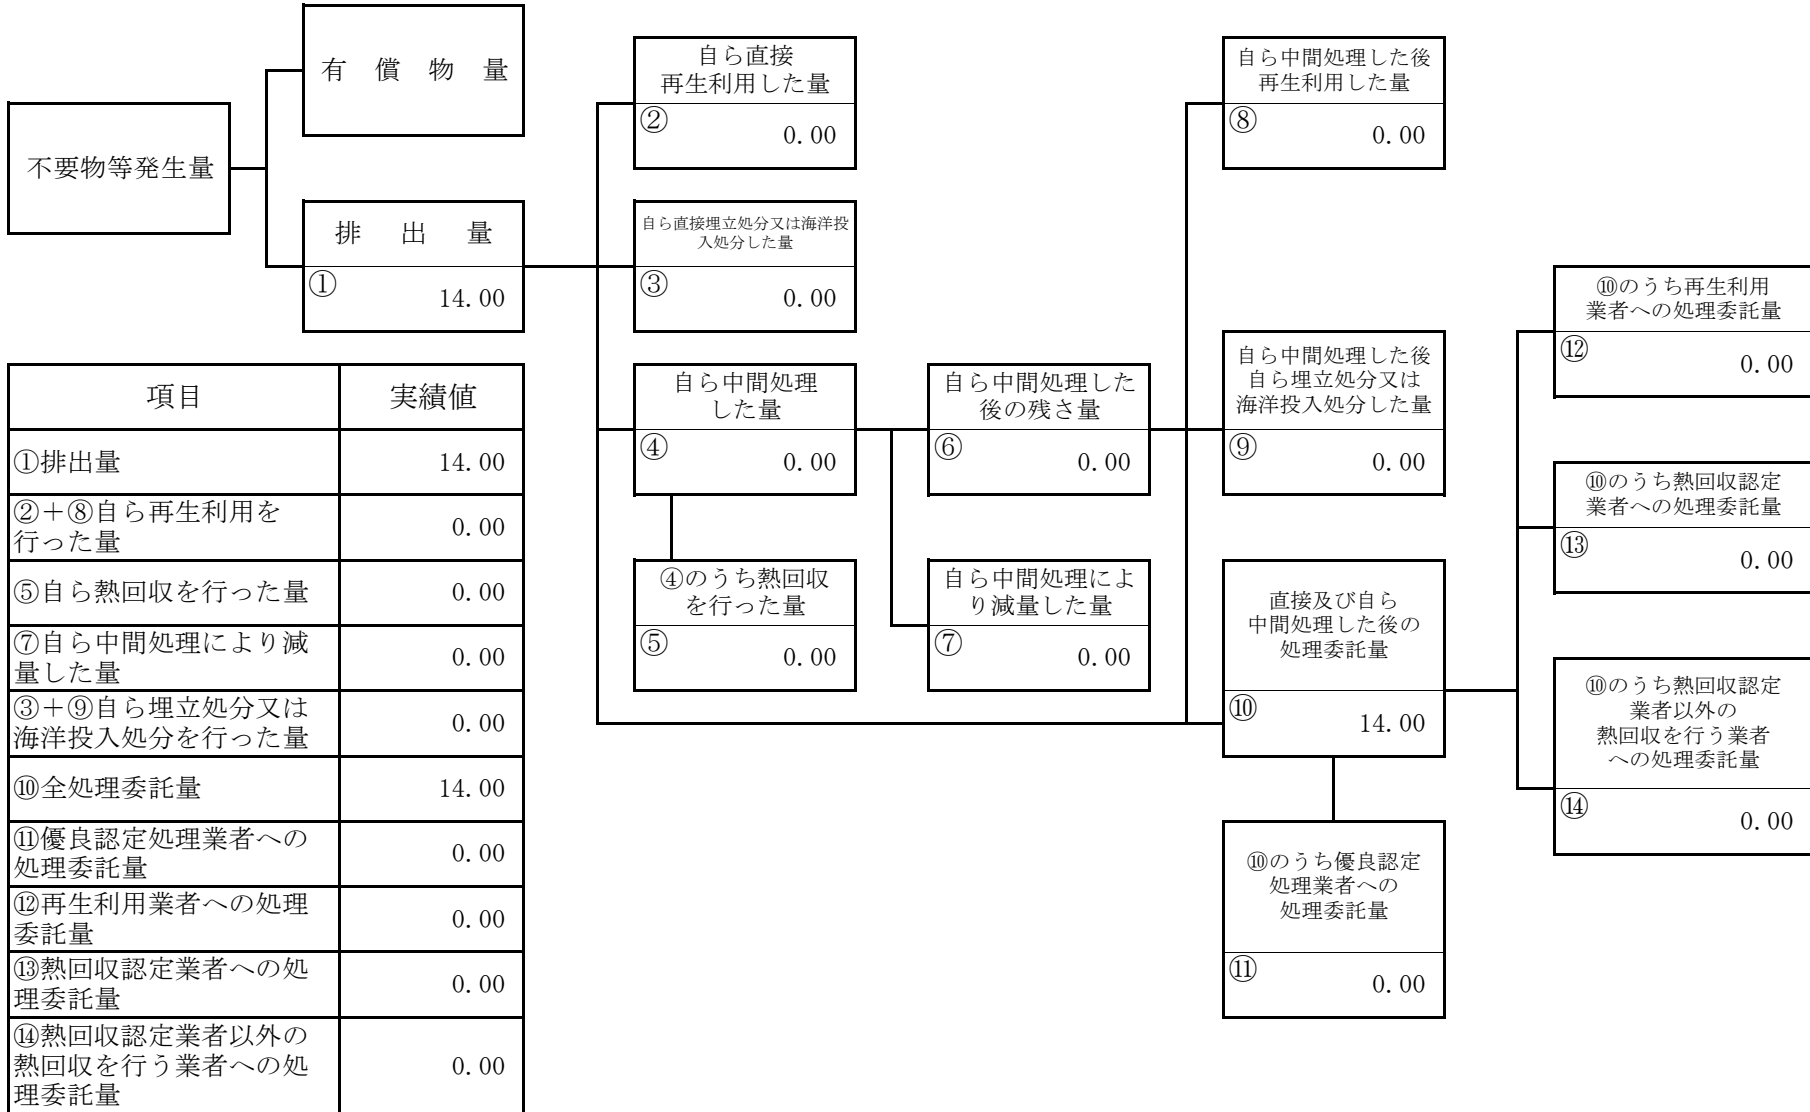 不要物等発生量
有償物量
排出量
①
14.00
自ら直接
再生利用した量
②
0.00
自ら直接埋立処分又は海洋投
入処分した量
③
0.00
自ら中間処理
した量
④
0.00
④のうち熱回収
を行った量
⑤
0.00
自ら中間処理した
後の残さ量
⑥
0.00
自ら中間処理によ
り減量した量
⑦
0.00
自ら中間処理した後
再生利用した量
⑧
0.00
自ら中間処理した後
自ら埋立処分又は
海洋投入処分した量
⑨
0.00
直接及び自ら
中間処理した後の
処理委託量
⑩
14.00
⑩のうち優良認定
処理業者への
処理委託量
⑪
0.00
⑩のうち再生利用
業者への処理委託量
⑫
0.00
⑩のうち熱回収認定
業者への処理委託量
⑬
0.00
⑩のうち熱回収認定
業者以外の
熱回収を行う業者
への処理委託量
⑭
0.00
項目 実績値
①排出量 14.00
②＋⑧自ら再生利用を
行った量 0.00
⑤自ら熱回収を行った量 0.00
⑦自ら中間処理により減
量した量 0.00
③＋⑨自ら埋立処分又は
海洋投入処分を行った量 0.00
⑩全処理委託量 14.00
⑪優良認定処理業者への
処理委託量 0.00
⑫再生利用業者への処理
委託量 0.00
⑬熱回収認定業者への処
理委託量 0.00
⑭熱回収認定業者以外の
熱回収を行う業者への処
理委託量 0.00